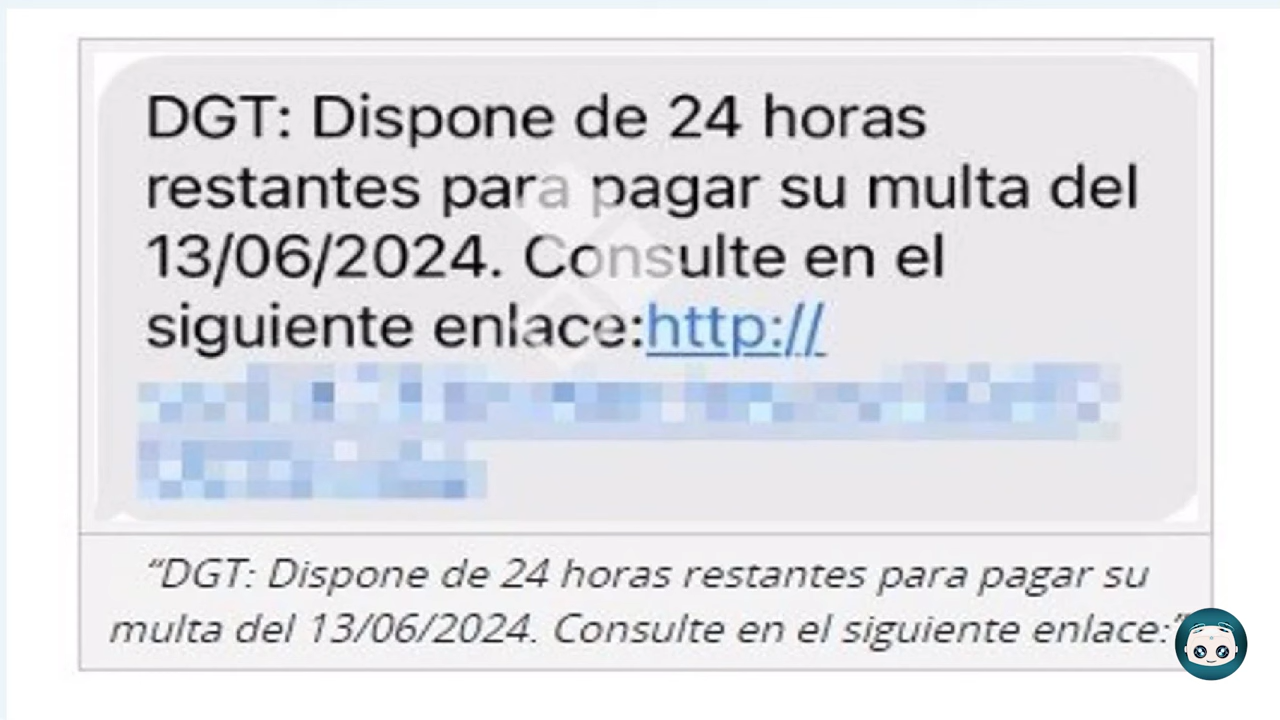 DGT: Dispone de 24 horas
restantes para pagar su multa del
13/06/2024. Consulte en el
siguiente enlace:http://
“DGT: Dispone de 24 horas restantes para pagar su
multa del 13/06/2024. Consulte en el siguiente enlace:”